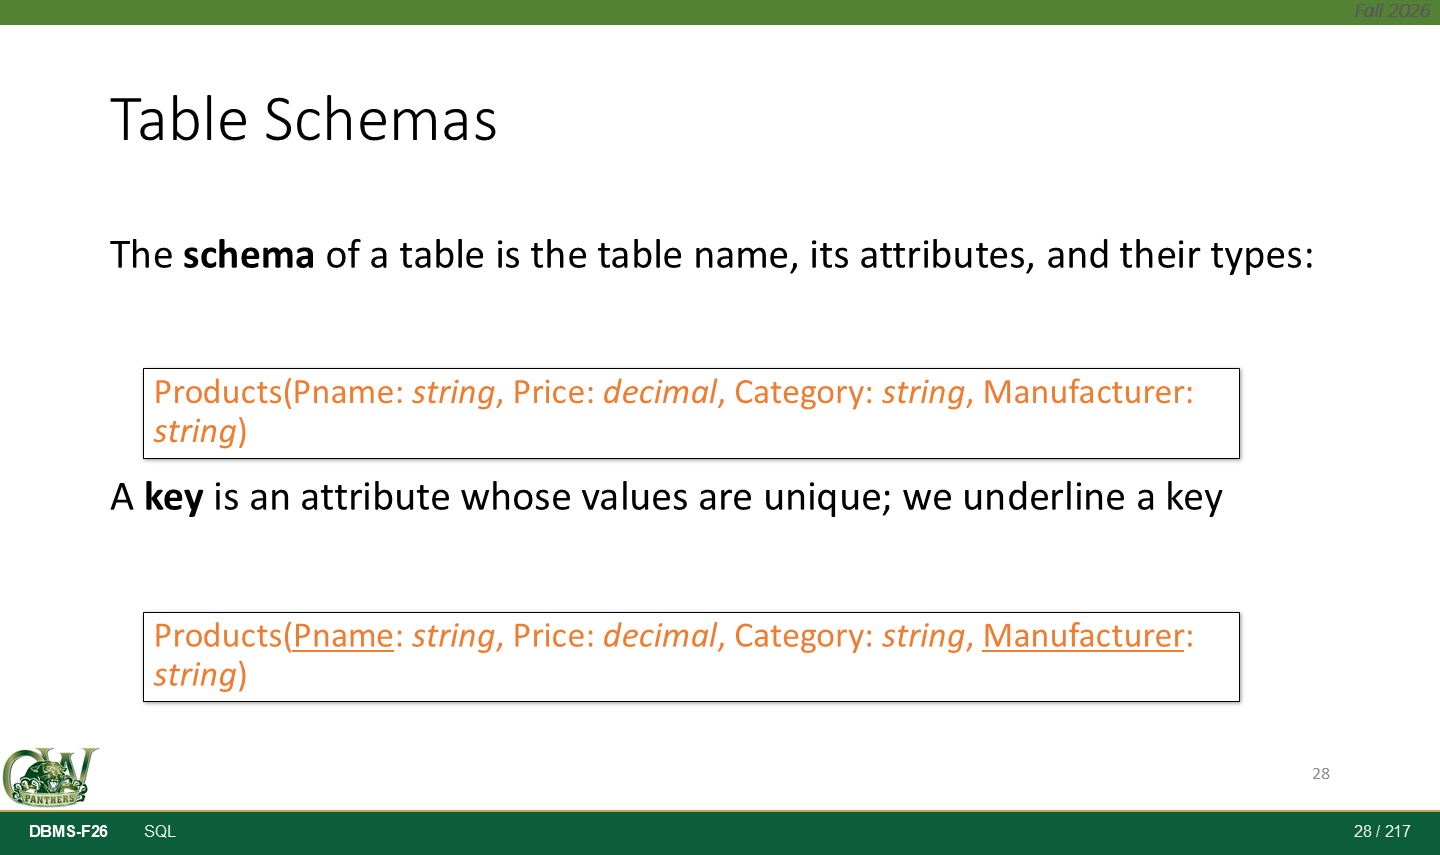 Fall 2026
Table Schemas
The schema of a table is the table name, its attributes, and their types:
Products(Pname: string, Price: decimal, Category: string, Manufacturer:
string)
A key is an attribute whose values are unique; we underline a key
Products(Pname: string, Price: decimal, Category: string, Manufacturer:
string)
OW
PANTHERS
28
DBMS-F26 SQL 28 / 217